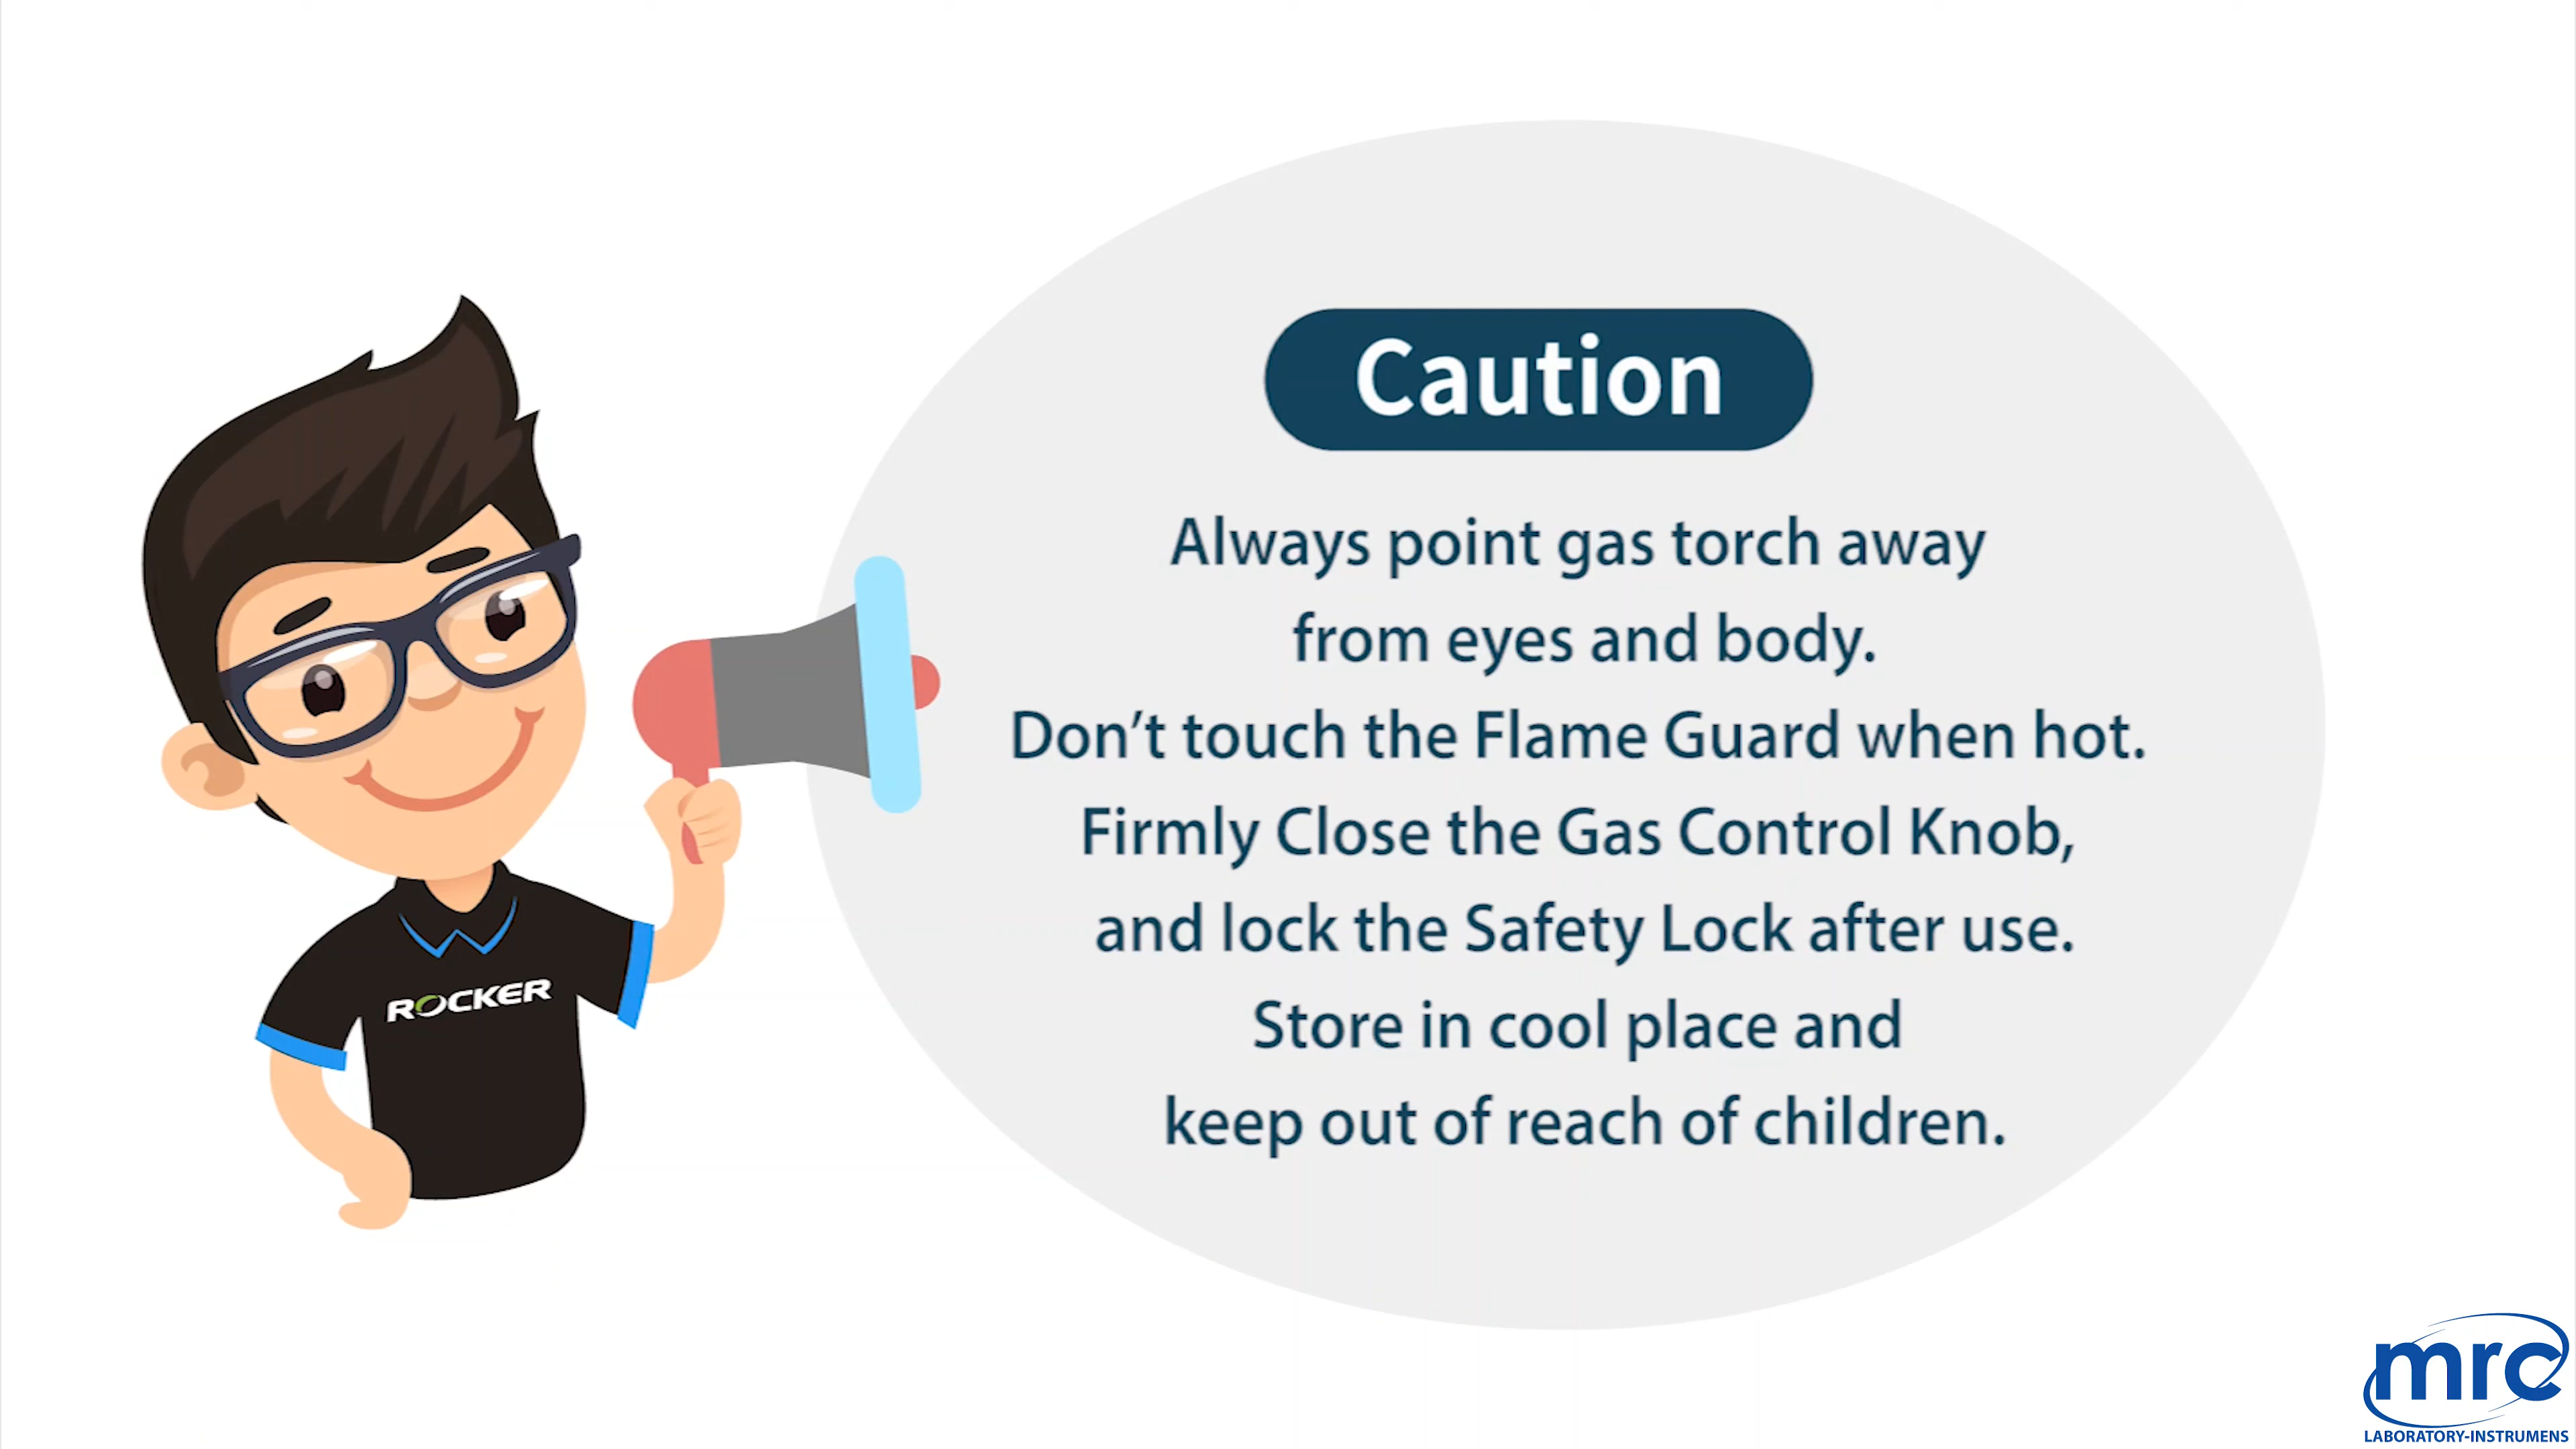 Caution
Always point gas torch away
from eyes and body.
Don't touch the Flame Guard when hot.
Firmly Close the Gas Control Knob,
and lock the Safety Lock after use.
Store in cool place and
keep out of reach of children.
ROCKER
mrc
LABORATORY-INSTRUMENS